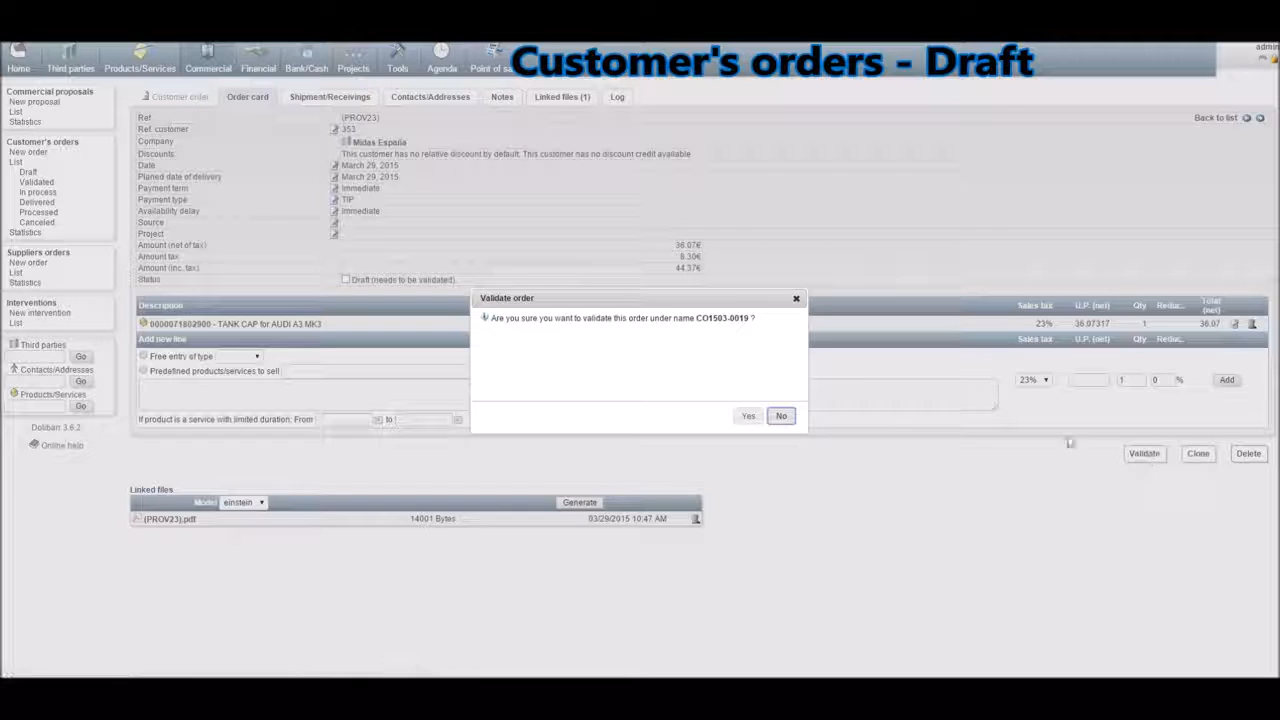 Customer's orders - Draft
admin
Home Third parties Products/Services Commercial Financial Bank/Cash Projects Tools Agenda Point of sa
Commercial proposals
New proposal
List
Statistics
Customer's orders
New order
List
Draft
Validated
In process
Delivered
Processed
Canceled
Statistics
Suppliers orders
New order
List
Statistics
Interventions
New intervention
List
Third parties
Go
Contacts/Addresses
Go
Products/Services
Go
Dolibarr 3.6.2
Online help
Customer order Order card Shipment/Receivings Contacts/Addresses Notes Linked files (1) Log
Ref. (PROV23) Back to list
Ref. customer 353
Company Midas España
Discounts This customer has no relative discount by default. This customer has no discount credit available
Date March 29, 2015
Planed date of delivery March 29, 2015
Payment term Immediate
Payment type TIP
Availability delay Immediate
Source
Project
Amount (net of tax) 36.07€
Amount tax 8.30€
Amount (inc. tax) 44.37€
Status Draft (needs to be validated)
Description Sales tax U.P. (net) Qty Reduc. Total (net)
0000071802900 - TANK CAP for AUDI A3 MK3 23% 36.07317 1 36.07
Add new line Sales tax U.P. (net) Qty Reduc.
Free entry of type
Predefined products/services to sell
23% 1 0 % Add
If product is a service with limited duration: From to
Validate order
Are you sure you want to validate this order under name CO1503-0019 ?
Yes No
Validate Clone Delete
Linked files
Model einstein Generate
(PROV23).pdf 14001 Bytes 03/29/2015 10:47 AM